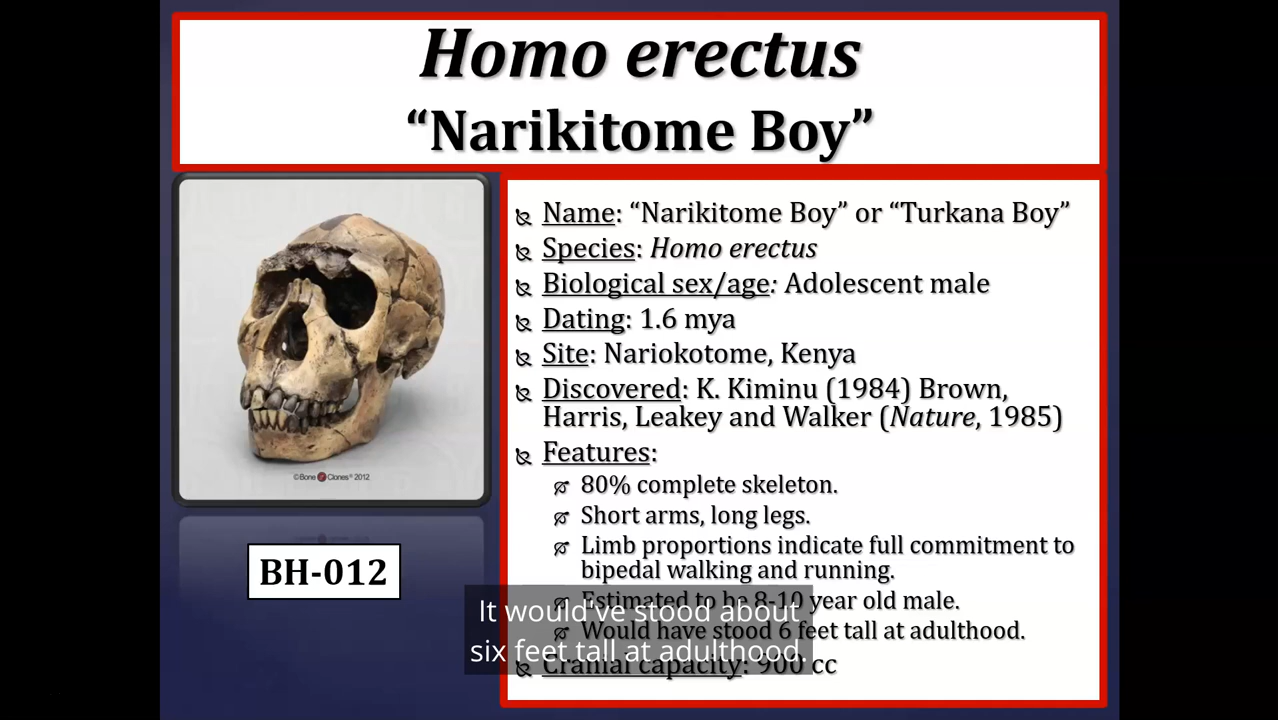 Homo erectus
“Narikitome Boy”
Name: “Narikitome Boy” or “Turkana Boy”
Species: Homo erectus
Biological sex/age: Adolescent male
Dating: 1.6 mya
Site: Nariokotome, Kenya
Discovered: K. Kiminu (1984) Brown,
Harris, Leakey and Walker (Nature, 1985)
Features:
80% complete skeleton.
Short arms, long legs.
Limb proportions indicate full commitment to
bipedal walking and running.
Estimated to be 8-10 year old male.
Would have stood 6 feet tall at adulthood.
Cranial capacity: 900 cc
©Bone Clones® 2012
BH-012
It would've stood about
six feet tall at adulthood.